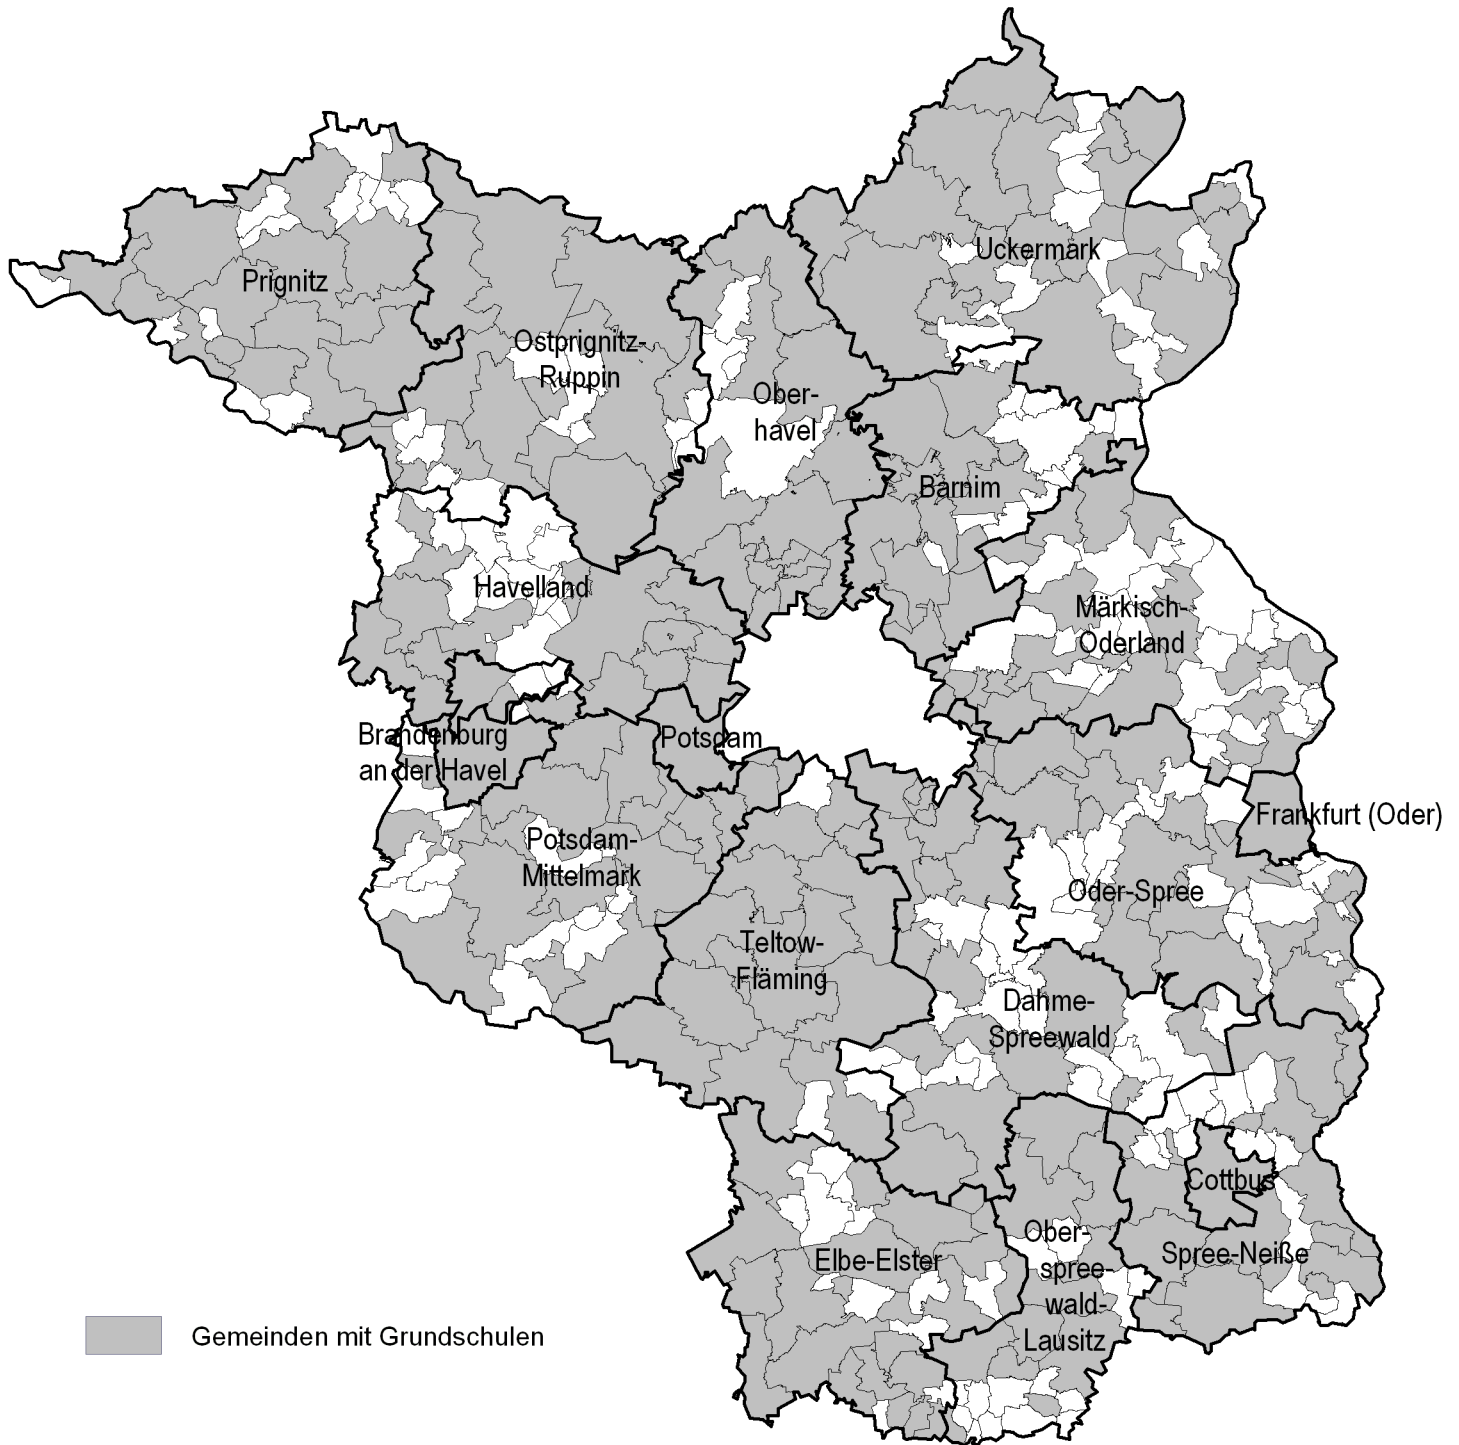 Uckermark
Prignitz
Ostprignitz-
Ruppin
Ober-
havel
Barnim
Havelland
Märkisch-
Oderland
Brandenburg
an der Havel
Potsdam
Frankfurt (Oder)
Potsdam-
Mittelmark
Oder-Spree
Teltow-
Fläming
Dahme-
Spreewald
Cottbus
Ober-
spree-
wald-
Lausitz
Elbe-Elster
Spree-Neiße
Gemeinden mit Grundschulen